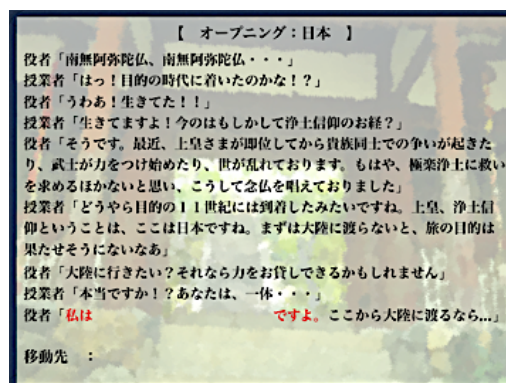 【　オープニング：日本　】
役者「南無阿弥陀仏、南無阿弥陀仏・・・」
授業者「はっ！目的の時代に着いたのかな！？」
役者「うわあ！生きてた！！」
授業者「生きてますよ！今のはもしかして浄土信仰のお経？」
役者「そうです。最近、上皇さまが即位してから貴族同士での争いが起きた
り、武士が力をつけ始めたり、世が乱れております。もはや、極楽浄土に救い
を求めるほかないと思い、こうして念仏を唱えておりました」
授業者「どうやら目的の１１世紀には到着したみたいですね。上皇、浄土信
仰ということは、ここは日本ですね。まずは大陸に渡らないと、旅の目的は
果たせそうにないなあ」
役者「大陸に行きたい？それなら力をお貸しできるかもしれません」
授業者「本当ですか！？あなたは、一体・・・」
役者「私は　　　　　　　　　　ですよ。ここから大陸に渡るなら...」
移動先　：